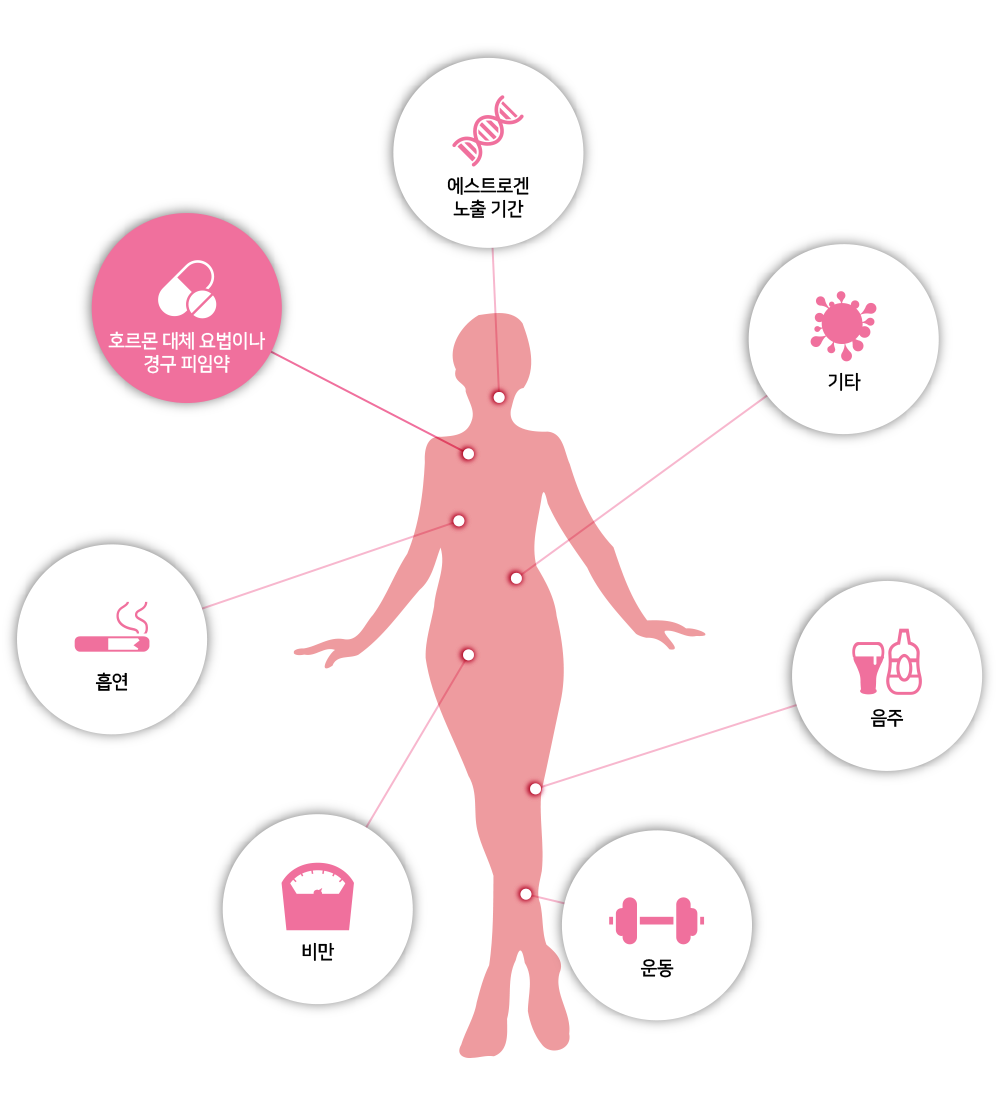 에스트로겐
노출 기간
호르몬 대체 요법이나
경구 피임약
기타
흡연
음주
비만
운동